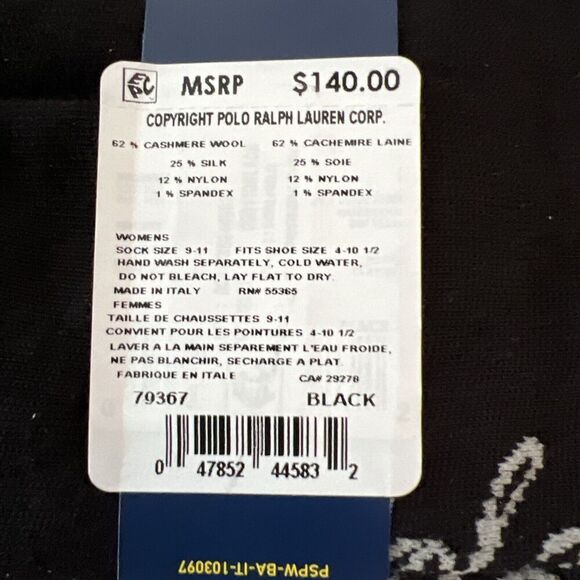 EPC MSRP $140.00
COPYRIGHT POLO RALPH LAUREN CORP.
62 % CASHMERE WOOL 62 % CACHEMIRE LAINE
25 % SILK 25 % SOIE
12 % NYLON 12 % NYLON
1 % SPANDEX 1 % SPANDEX
WOMENS
SOCK SIZE 9-11 FITS SHOE SIZE 4-10 1/2
HAND WASH SEPARATELY, COLD WATER,
DO NOT BLEACH, LAY FLAT TO DRY.
MADE IN ITALY RN# 55365
FEMMES
TAILLE DE CHAUSSETTES 9-11
CONVIENT POUR LES POINTURES 4-10 1/2
LAVER A LA MAIN SEPAREMENT L'EAU FROIDE,
NE PAS BLANCHIR, SECHARGE A PLAT.
FABRIQUE EN ITALE CA# 29278
79367 BLACK
0 47852 44583 2
PSPW-BA-IT-103097